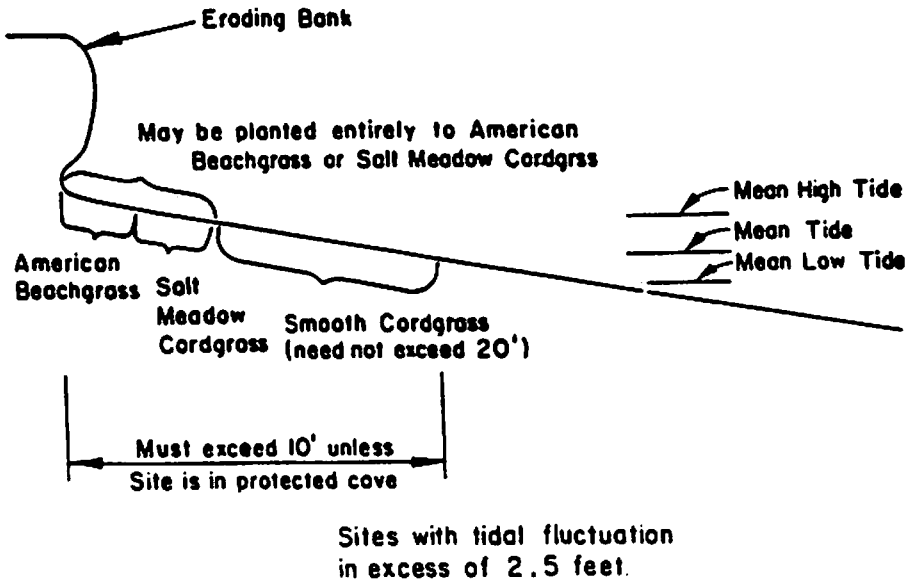 Eroding Bank
May be planted entirely to American
Beachgrass or Salt Meadow Cordgrss
Mean High Tide
Mean Tide
Mean Low Tide
American
Beachgrass
Salt
Meadow
Cordgrass
Smooth Cordgrass
(need not exceed 20')
Must exceed 10' unless
Site is in protected cove
Sites with tidal fluctuation
in excess of 2.5 feet.